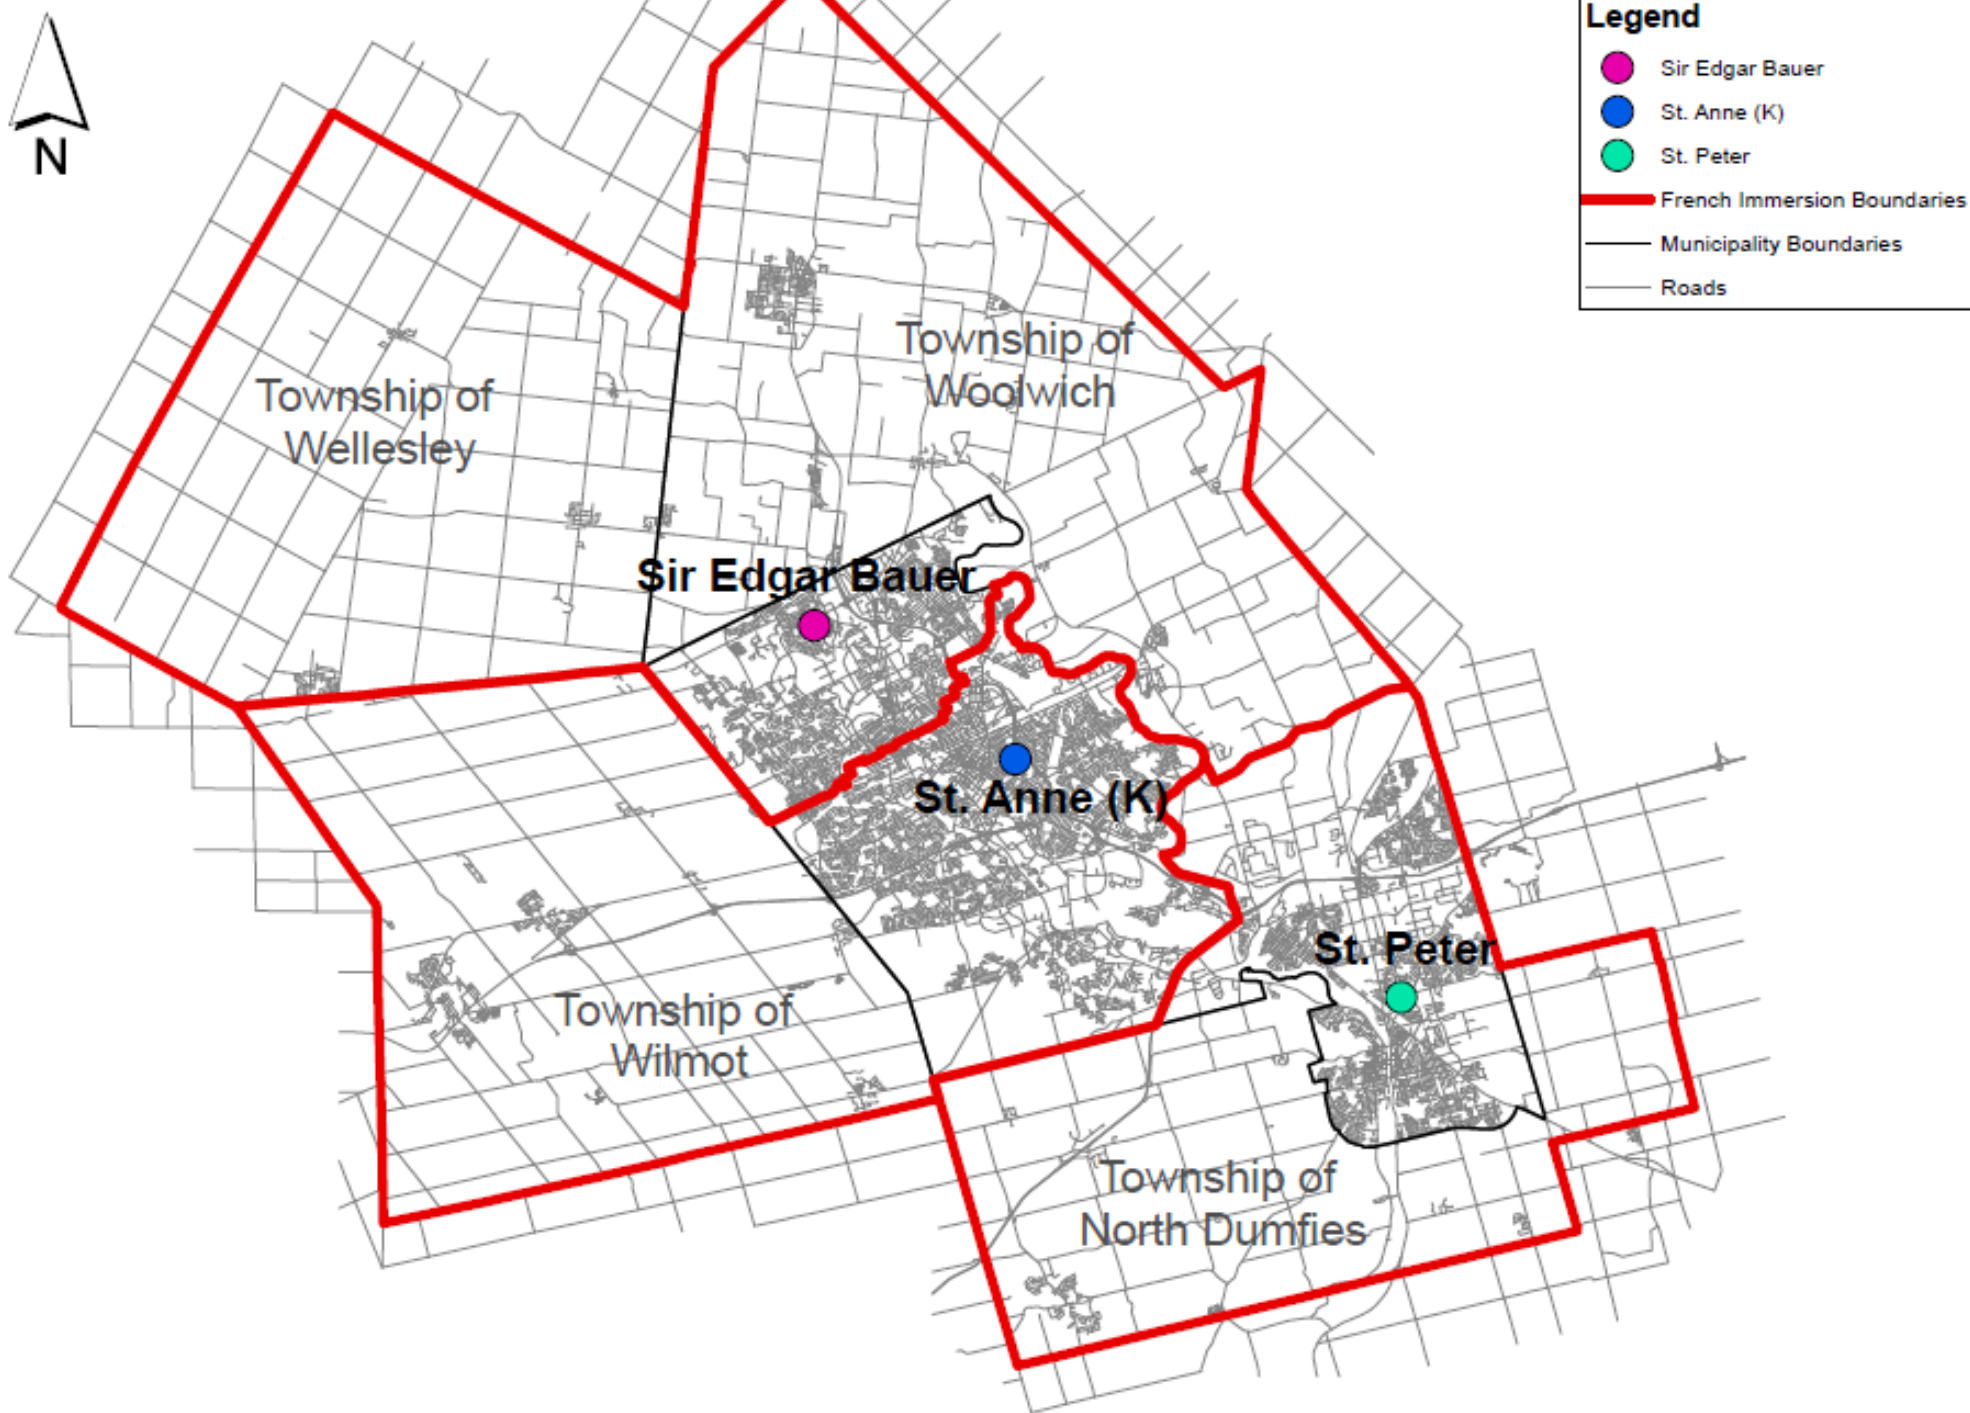 N
Legend
Sir Edgar Bauer
St. Anne (K)
St. Peter
French Immersion Boundaries
Municipality Boundaries
Roads
Township of
Woolwich
Township of
Wellesley
Sir Edgar Bauer
St. Anne (K)
St. Peter
Township of
Wilmot
Township of
North Dumfies